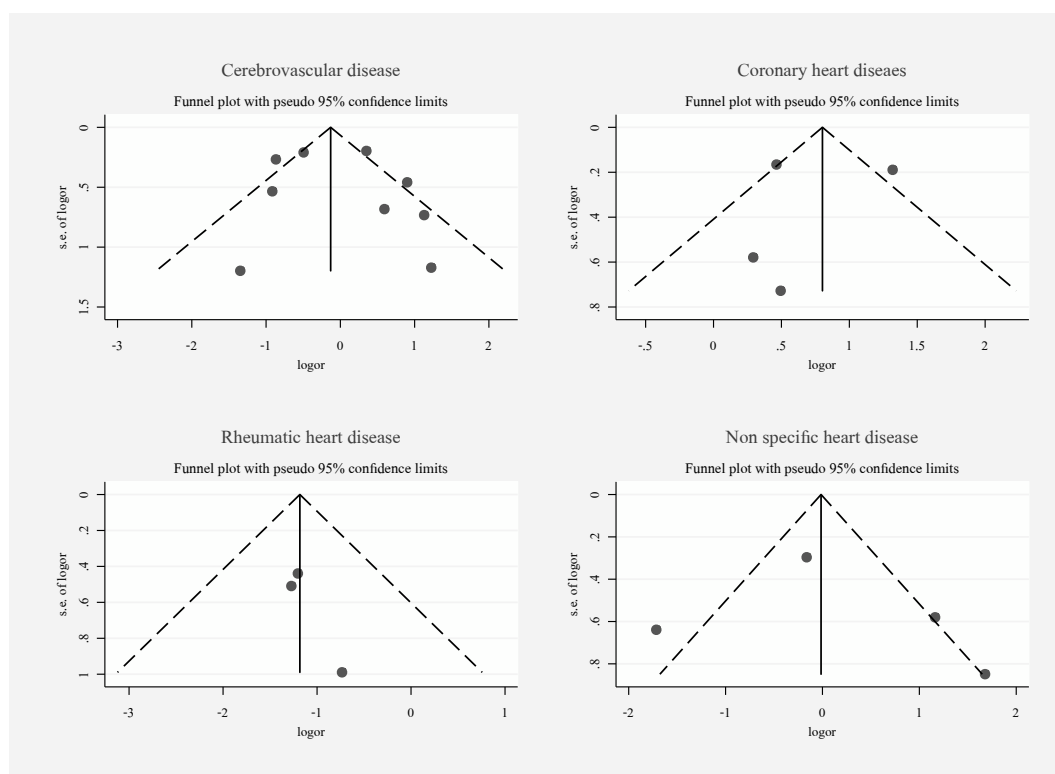 Cerebrovascular disease
Funnel plot with pseudo 95% confidence limits
0
.5
1
1.5
s.e. of logor
-3 -2 -1 0 1 2
logor
Coronary heart diseaes
Funnel plot with pseudo 95% confidence limits
0
.2
.4
.6
.8
s.e. of logor
-.5 0 .5 1 1.5 2
logor
Rheumatic heart disease
Funnel plot with pseudo 95% confidence limits
0
.2
.4
.6
.8
1
s.e. of logor
-3 -2 -1 0 1
logor
Non specific heart disease
Funnel plot with pseudo 95% confidence limits
0
.2
.4
.6
.8
s.e. of logor
-2 -1 0 1 2
logor